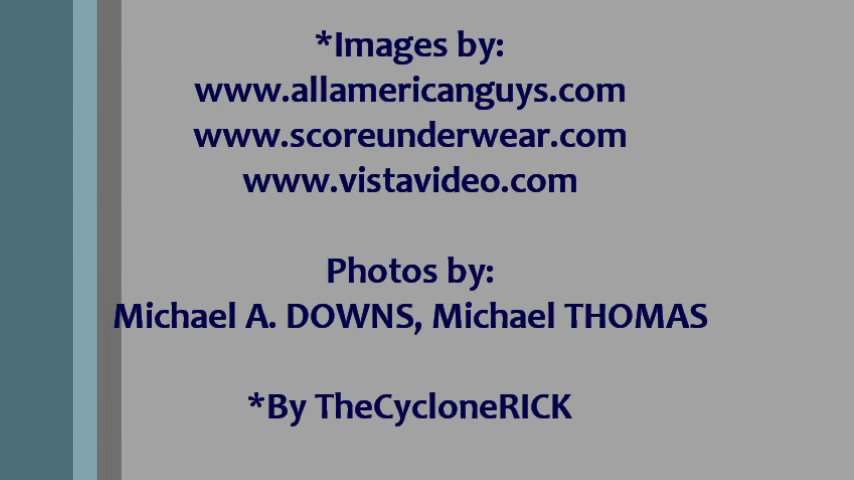 *Images by:
www.allamericanguys.com
www.scoreunderwear.com
www.vistavideo.com
Photos by:
Michael A. DOWNS, Michael THOMAS
*By TheCycloneRICK